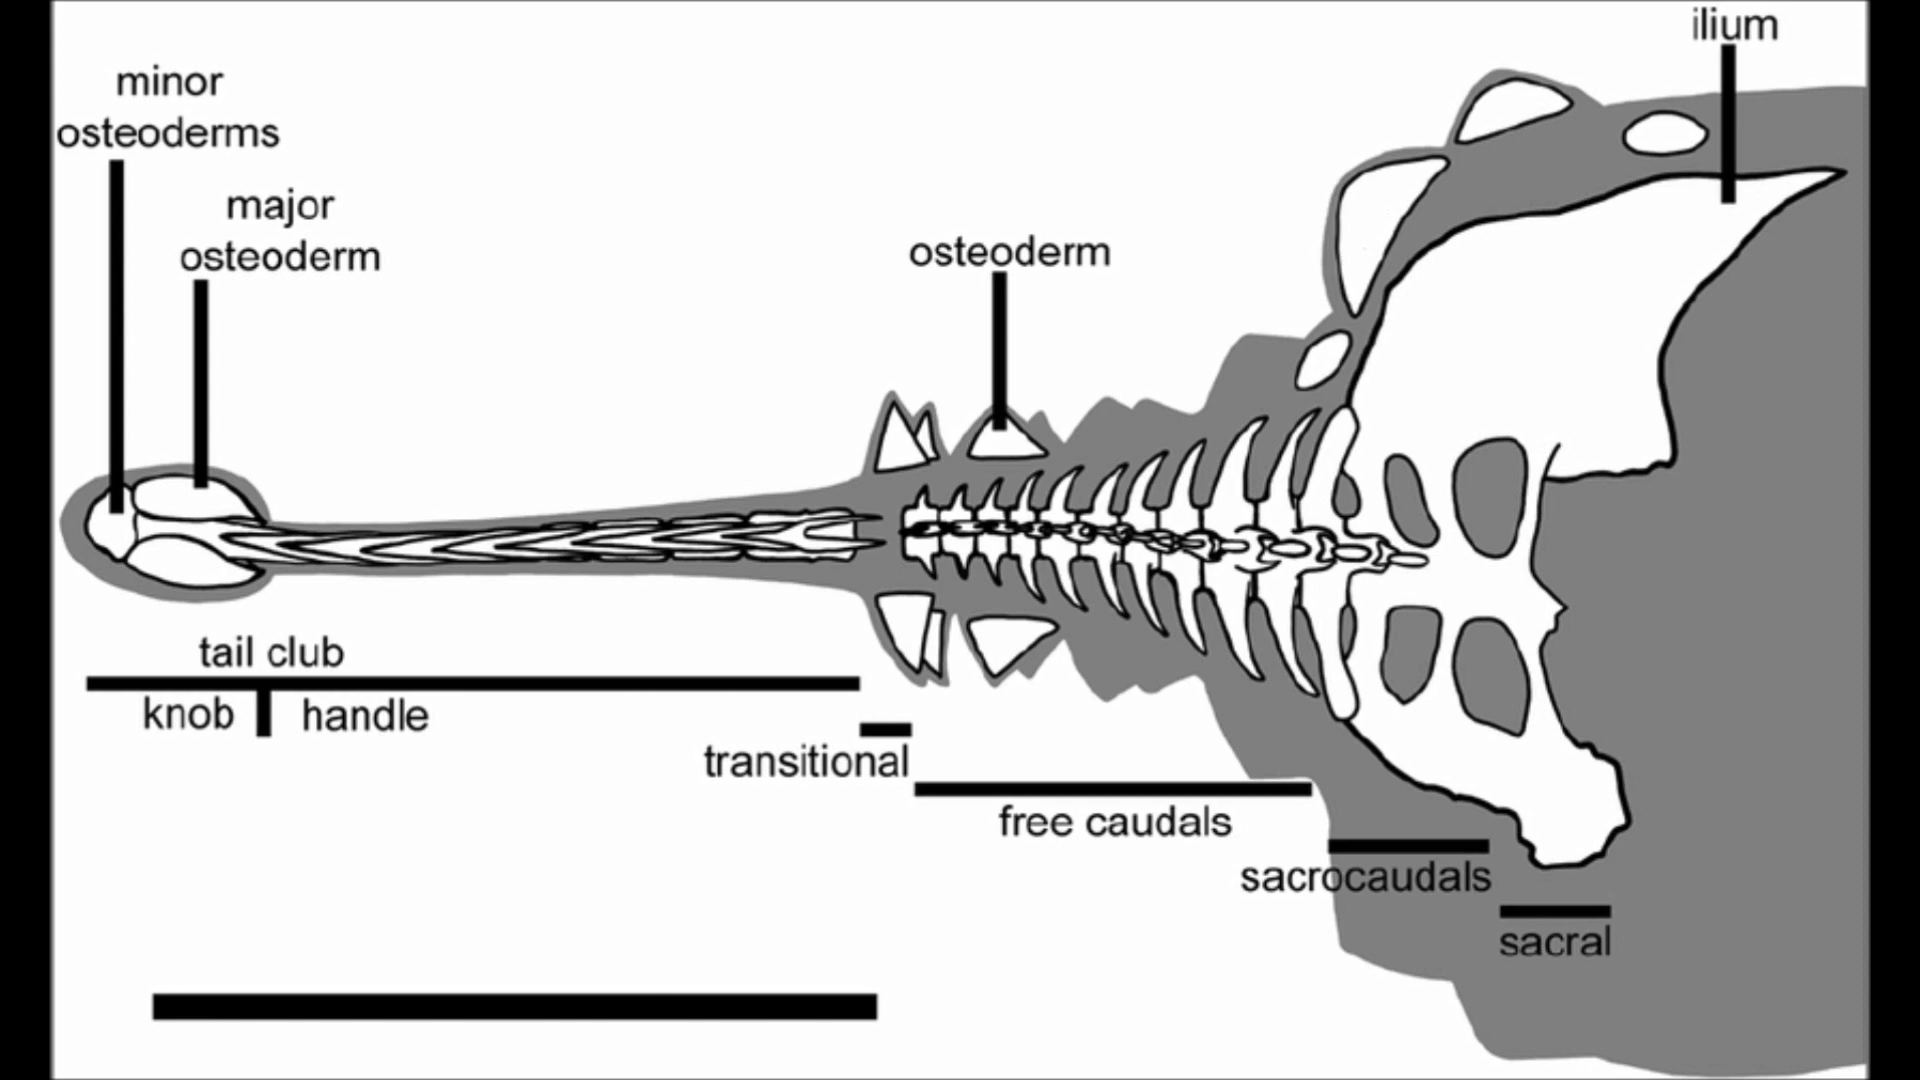 ilium
minor
osteoderms
major
osteoderm
osteoderm
tail club
knob
handle
transitional
free caudals
sacrocaudals
sacral